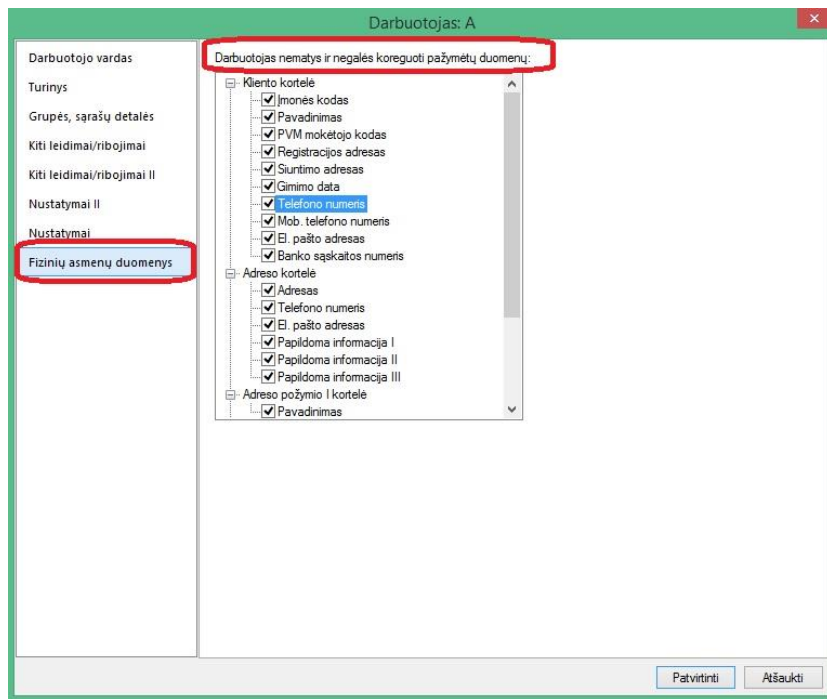 Darbuotojas: A
Darbuotojo vardas
Turinys
Grupės, sąrašų detalės
Kiti leidimai/ribojimai
Kiti leidimai/ribojimai II
Nustatymai II
Nustatymai
Fizinių asmenų duomenys
Darbuotojas nematys ir negalės koreguoti pažymėtų duomenų:
Kliento kortelė
Įmonės kodas
Pavadinimas
PVM mokėtojo kodas
Registracijos adresas
Siuntimo adresas
Gimimo data
Telefono numeris
Mob. telefono numeris
El. pašto adresas
Banko sąskaitos numeris
Adreso kortelė
Adresas
Telefono numeris
El. pašto adresas
Papildoma informacija I
Papildoma informacija II
Papildoma informacija III
Adreso požymio I kortelė
Pavadinimas
Patvirtinti
Atšaukti